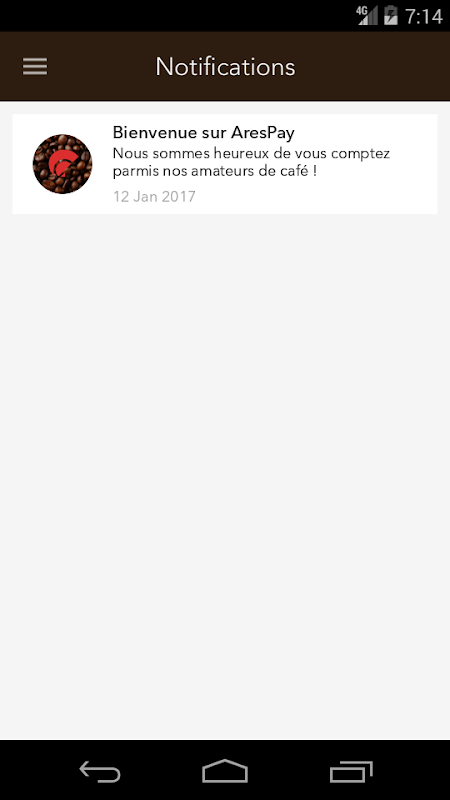 4G 7:14
Notifications
Bienvenue sur AresPay
Nous sommes heureux de vous comptez
parmis nos amateurs de café !
12 Jan 2017